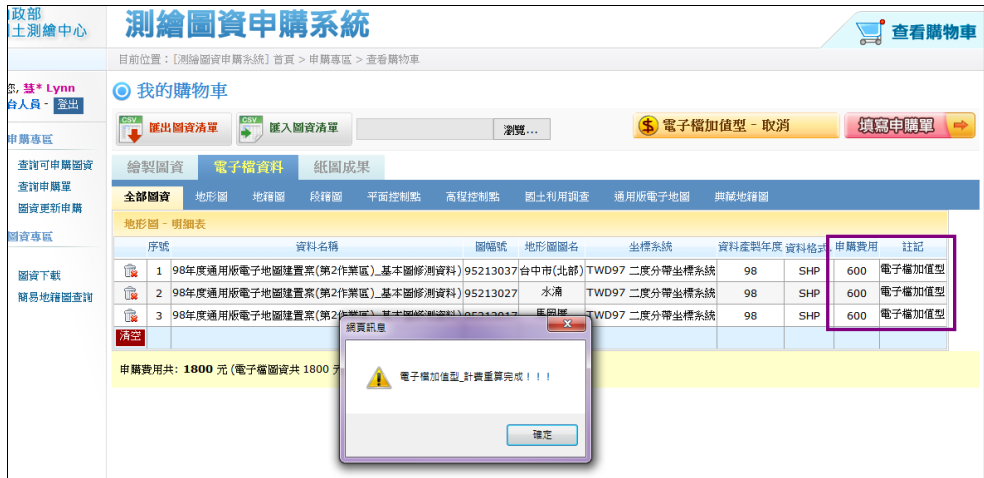 政部
土測繪中心
測繪圖資申購系統
查看購物車
目前位置：[測繪圖資申購系統] 首頁 > 申購專區 > 查看購物車
您, 慧* Lynn
台人員 - 登出
我的購物車
CSV 匯出圖資清單
CSV 匯入圖資清單
瀏覽...
$ 電子檔加值型 - 取消
填寫申購單
申購專區
查詢可申購圖資
查詢申購單
圖資更新申購
圖資專區
圖資下載
簡易地籍圖查詢
繪製圖資 電子檔資料 紙圖成果
全部圖資 地形圖 地籍圖 段籍圖 平面控制點 高程控制點 國土利用調查 通用版電子地圖 典藏地籍圖
地形圖 - 明細表
序號 資料名稱 圖幅號 地形圖圖名 坐標系統 資料產製年度 資料格式 申購費用 註記
1 98年度通用版電子地圖建置案(第2作業區)_基本圖修測資料) 95213037 台中市(北部) TWD97 二度分帶坐標系統 98 SHP 600 電子檔加值型
2 98年度通用版電子地圖建置案(第2作業區)_基本圖修測資料) 95213027 水湳 TWD97 二度分帶坐標系統 98 SHP 600 電子檔加值型
3 98年度通用版電子地圖建置案(第2作業區)_基本圖修測資料) 95213017 馬岡厝 TWD97 二度分帶坐標系統 98 SHP 600 電子檔加值型
清空
申購費用共: 1800 元 (電子檔圖資共 1800 元
網頁訊息
電子檔加值型_計費重算完成！！！
確定